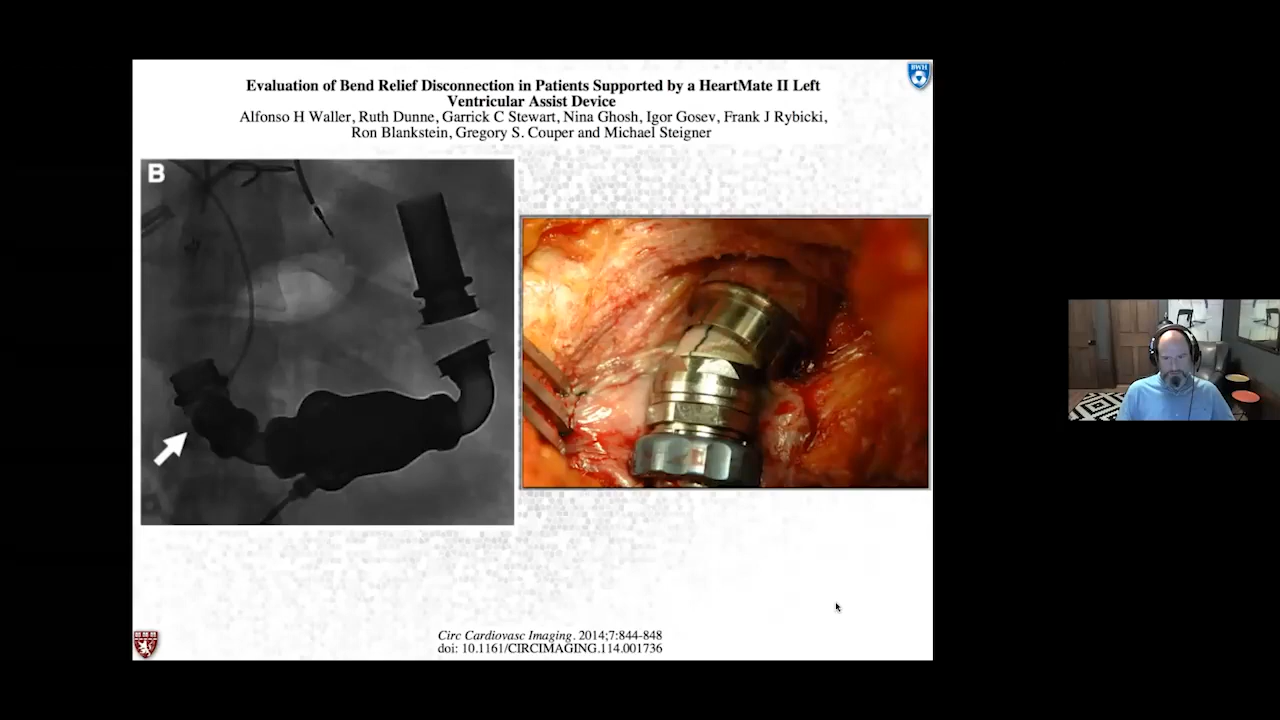 Evaluation of Bend Relief Disconnection in Patients Supported by a HeartMate II Left
Ventricular Assist Device
Alfonso H Waller, Ruth Dunne, Garrick C Stewart, Nina Ghosh, Igor Gosev, Frank J Rybicki,
Ron Blankstein, Gregory S. Couper and Michael Steigner
BWH
B
Circ Cardiovasc Imaging. 2014;7:844-848
doi: 10.1161/CIRCIMAGING.114.001736